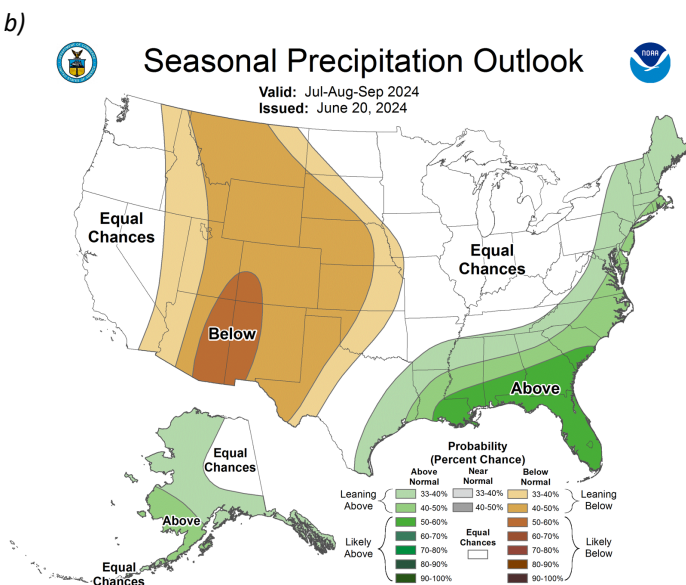 b)
Seasonal Precipitation Outlook
NOAA
Valid: Jul-Aug-Sep 2024
Issued: June 20, 2024
Equal
Chances
Equal
Chances
Below
Above
Equal
Chances
Above
Equal
Chances
Probability
(Percent Chance)
Above
Normal
Near
Normal
Below
Normal
Leaning
Above
33-40%
33-40%
33-40%
Leaning
Below
40-50%
40-50%
40-50%
Likely
Above
50-60%
60-70%
70-80%
80-90%
90-100%
Equal
Chances
50-60%
60-70%
70-80%
80-90%
90-100%
Likely
Below